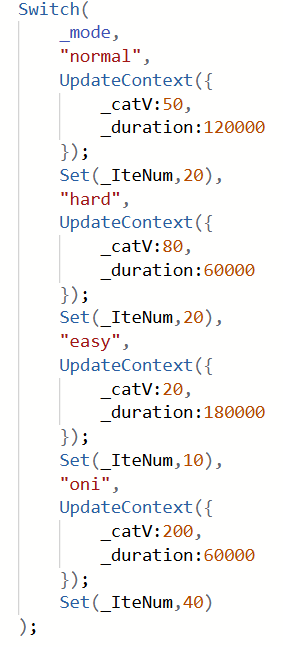 Switch(
    _mode,
    "normal",
    UpdateContext({
        _catV:50,
        _duration:120000
    });
    Set(_IteNum,20),
    "hard",
    UpdateContext({
        _catV:80,
        _duration:60000
    });
    Set(_IteNum,20),
    "easy",
    UpdateContext({
        _catV:20,
        _duration:180000
    });
    Set(_IteNum,10),
    "oni",
    UpdateContext({
        _catV:200,
        _duration:60000
    });
    Set(_IteNum,40)
);